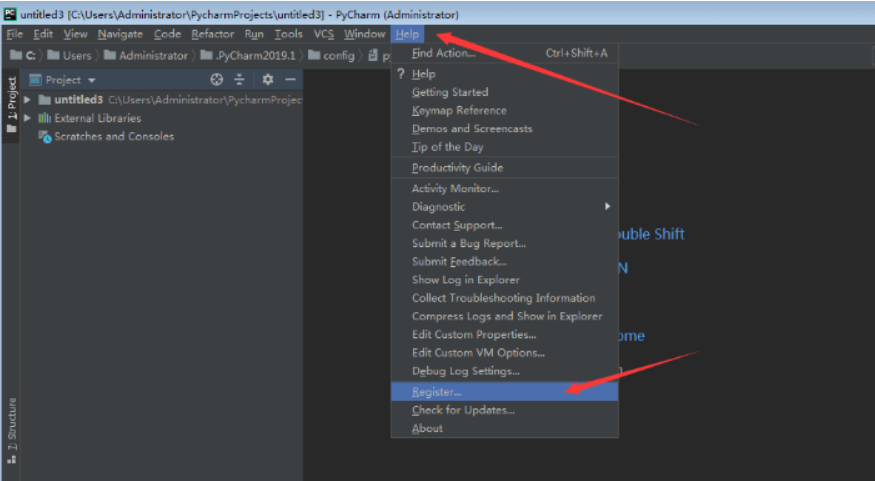 PC untitled3 [C:\Users\Administrator\PycharmProjects\untitled3] - PyCharm (Administrator)
File Edit View Navigate Code Refactor Run Tools VCS Window Help
C: Users Administrator .PyCharm2019.1 config p
Project
1: Project
untitled3 C:\Users\Administrator\PycharmProjec
External Libraries
Scratches and Consoles
Find Action... Ctrl+Shift+A
? Help
Getting Started
Keymap Reference
Demos and Screencasts
Tip of the Day
Productivity Guide
Activity Monitor...
Diagnostic
Contact Support...
Submit a Bug Report...
Submit Feedback...
Show Log in Explorer
Collect Troubleshooting Information
Compress Logs and Show in Explorer
Edit Custom Properties...
Edit Custom VM Options...
Debug Log Settings...
Register...
Check for Updates...
About
uble Shift
N
ome
7: Structure